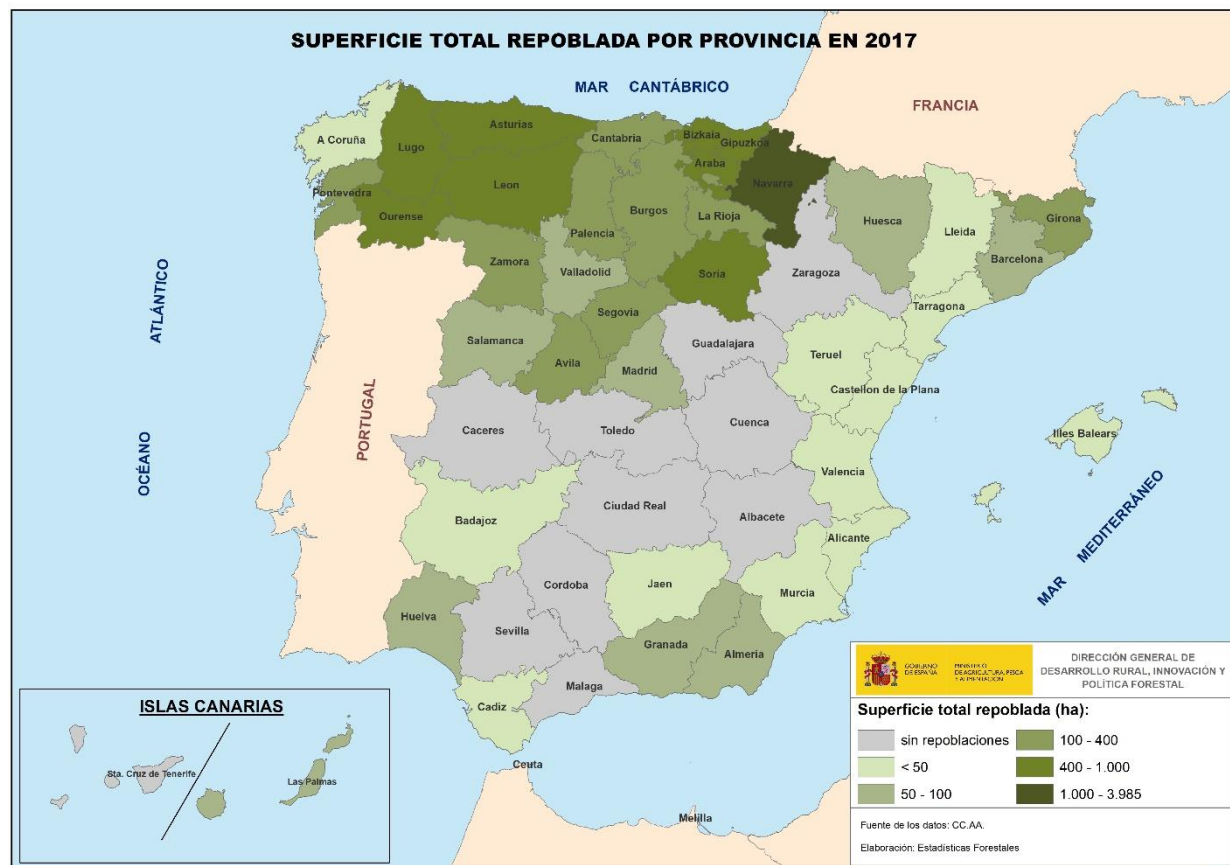 SUPERFICIE TOTAL REPOBLADA POR PROVINCIA EN 2017
MAR CANTÁBRICO
FRANCIA
A Coruña
Lugo
Asturias
Cantabria
Bizkaia
Gipuzkoa
Araba
Navarra
Pontevedra
Ourense
Leon
Palencia
Burgos
La Rioja
Huesca
Lleida
Girona
Barcelona
Zamora
Valladolid
Soria
Zaragoza
Tarragona
Segovia
Salamanca
Avila
Madrid
Guadalajara
Teruel
Castellon de la Plana
OCÉANO ATLÁNTICO
PORTUGAL
Caceres
Toledo
Cuenca
Valencia
Illes Balears
MAR MEDITERRÁNEO
Badajoz
Ciudad Real
Albacete
Alicante
Huelva
Sevilla
Cordoba
Jaen
Murcia
Granada
Almeria
Malaga
Cadiz
Ceuta
Melilla
ISLAS CANARIAS
Sta. Cruz de Tenerife
Las Palmas
GOBIERNO
DE ESPAÑA
MINISTERIO
DE AGRICULTURA, PESCA
Y ALIMENTACIÓN
DIRECCIÓN GENERAL DE
DESARROLLO RURAL, INNOVACIÓN Y
POLÍTICA FORESTAL
Superficie total repoblada (ha):
sin repoblaciones
< 50
50 - 100
100 - 400
400 - 1.000
1.000 - 3.985
Fuente de los datos: CC.AA.
Elaboración: Estadísticas Forestales